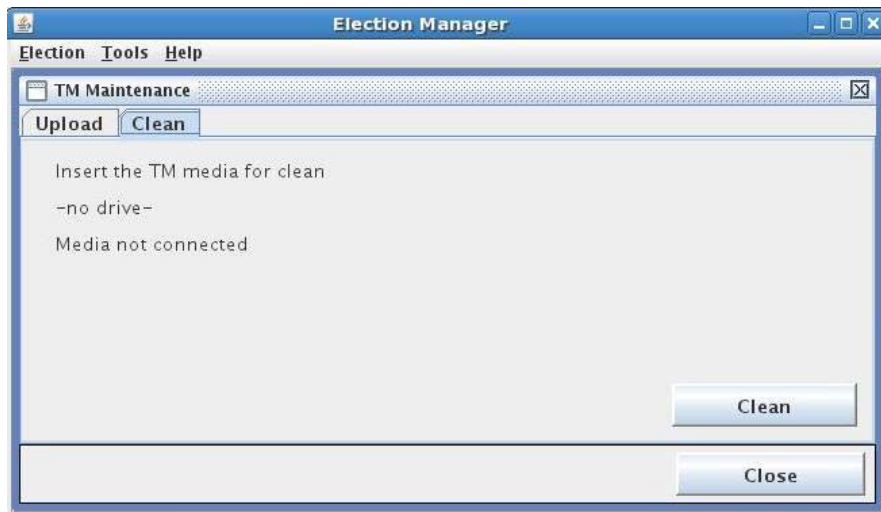 Election Manager
Election Tools Help
TM Maintenance
Upload Clean
Insert the TM media for clean
-no drive-
Media not connected
Clean
Close